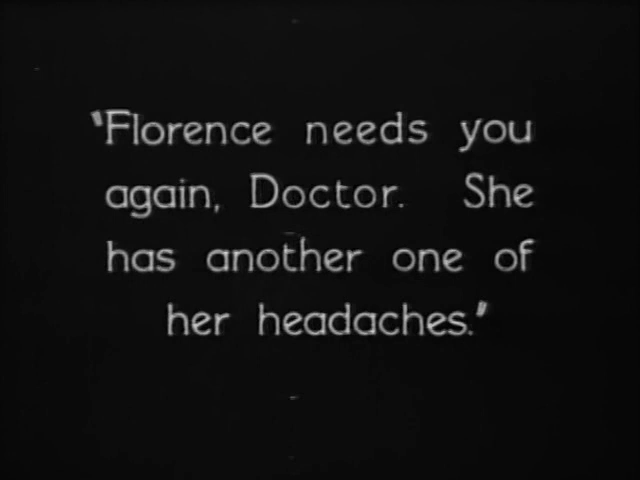 "Florence needs you
again, Doctor. She
has another one of
her headaches."